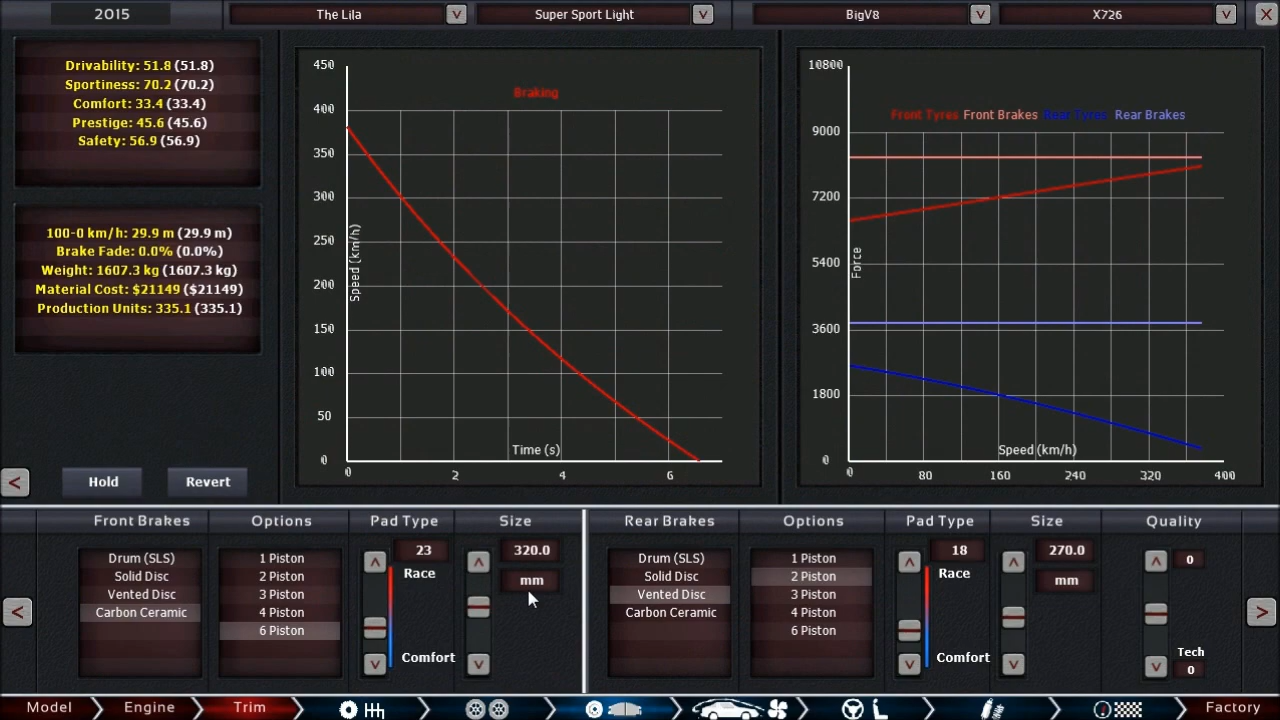 2015
The Lila
Super Sport Light
BigV8
X726
Drivability: 51.8 (51.8)
Sportiness: 70.2 (70.2)
Comfort: 33.4 (33.4)
Prestige: 45.6 (45.6)
Safety: 56.9 (56.9)
100-0 km/h: 29.9 m (29.9 m)
Brake Fade: 0.0% (0.0%)
Weight: 1607.3 kg (1607.3 kg)
Material Cost: $21149 ($21149)
Production Units: 335.1 (335.1)
Hold
Revert
450
400
350
300
250
200
150
100
50
0
Speed (km/h)
Braking
Time (s)
0 2 4 6
10800
9000
7200
5400
3600
1800
0
Force
Front Tyres Front Brakes Rear Tyres Rear Brakes
Speed (km/h)
0 80 160 240 320 400
Front Brakes
Drum (SLS)
Solid Disc
Vented Disc
Carbon Ceramic
Options
1 Piston
2 Piston
3 Piston
4 Piston
6 Piston
Pad Type
23
Race
Comfort
Size
320.0
mm
Rear Brakes
Drum (SLS)
Solid Disc
Vented Disc
Carbon Ceramic
Options
1 Piston
2 Piston
3 Piston
4 Piston
6 Piston
Pad Type
18
Race
Comfort
Size
270.0
mm
Quality
0
Tech
0
Model
Engine
Trim
Factory